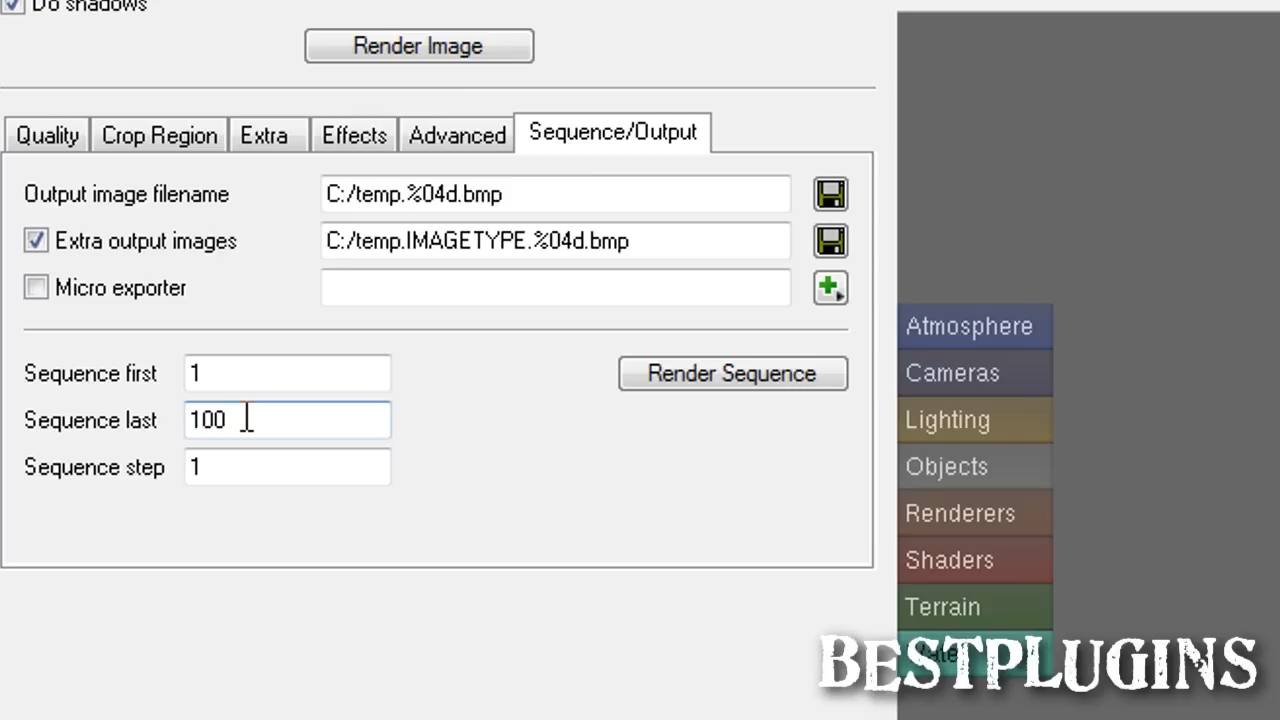 Do shadows
Render Image
Quality Crop Region Extra Effects Advanced Sequence/Output
Output image filename C:/temp.%04d.bmp
Extra output images C:/temp.IMAGETYPE.%04d.bmp
Micro exporter
Sequence first 1 Render Sequence
Sequence last 100
Sequence step 1
Atmosphere
Cameras
Lighting
Objects
Renderers
Shaders
Terrain
BESTPLUGINS